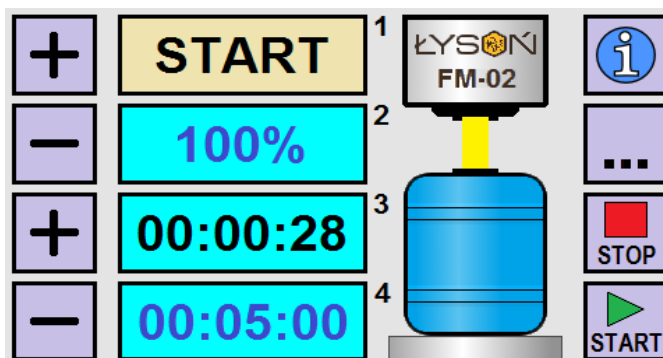 +
START
1
ŁYSOŃ
FM-02
i
−
100%
2
...
+
00:00:28
3
STOP
−
00:05:00
4
START